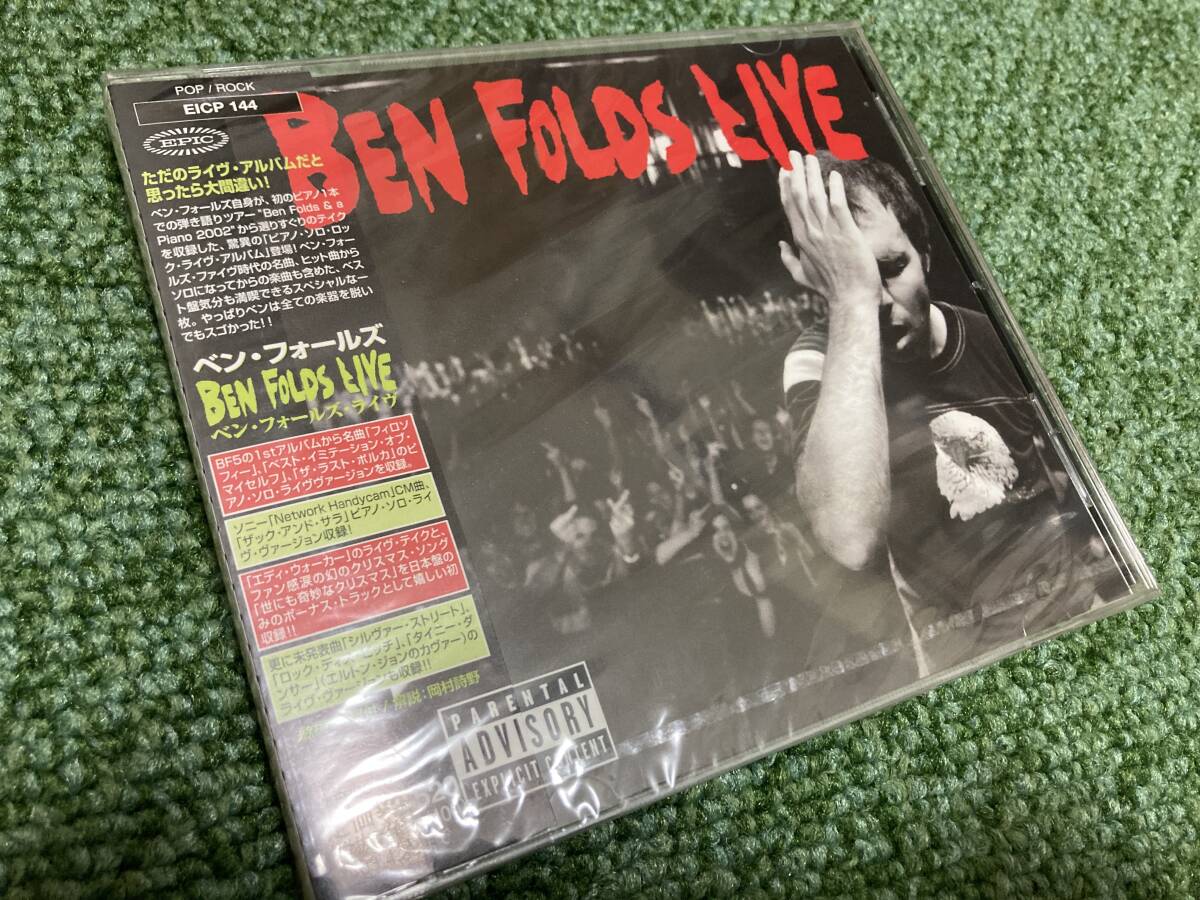 POP / ROCK
EICP 144
EPIC
BEN FOLDS LIVE
ただのライヴ・アルバムだと
思ったら大間違い!
ベン・フォールズ自身が、初のピアノ1本
での弾き語りツアー"Ben Folds & a
Piano 2002"から選りすぐりのテイク
を収録した、驚異の「ピアノ・ソロ・ロッ
ク・ライヴ・アルバム」登場! ベン・フォー
ルズ・ファイヴ時代の名曲、ヒット曲から
ソロになってからの楽曲も含めた、ベス
ト盤気分も満喫できるスペシャルな一
枚。やっぱりベンは全ての楽器を脱い
でもスゴかった!!
ベン・フォールズ
BEN FOLDS LIVE
ベン・フォールズ・ライヴ
BF5の1stアルバムから名曲「フィロソ
フィー」、「ベスト・イミテーション・オブ・
マイセルフ」、「ザ・ラスト・ポルカ」のピ
アノ・ソロ・ライヴヴァージョンを収録。
ソニー「Network Handycam」CM曲、
「ザック・アンド・サラ」ピアノ・ソロ・ライ
ヴ・ヴァージョン収録!
「エディ・ウォーカー」のライヴ・テイクと、
ファン感涙の幻のクリスマス・ソング
「世にも奇妙なクリスマス」を日本盤の
みのボーナス・トラックとして嬉しい初
収録!!
更に未発表曲「シルヴァー・ストリート」、
「ロック・ディス・ビッチ」、「タイニー・ダ
ンサー」(エルトン・ジョンのカヴァー)の
ライヴ・ヴァージョンも収録!!
/ 解説:岡村詩野
PARENTAL
ADVISORY
EXPLICIT CONTENT